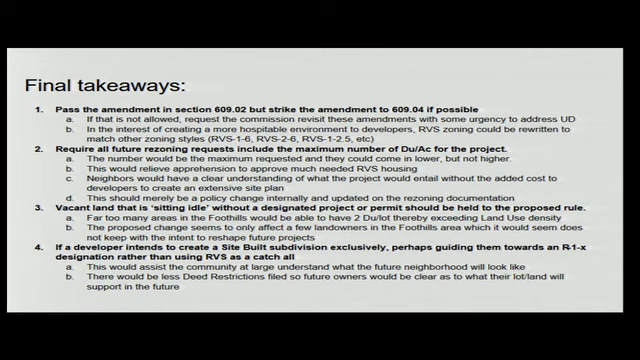 Final takeaways:
1. Pass the amendment in section 609.02 but strike the amendment to 609.04 if possible
a. If that is not allowed, request the commission revisit these amendments with some urgency to address UD
b. In the interest of creating a more hospitable environment to developers, RVS zoning could be rewritten to
match other zoning styles (RVS-1-6, RVS-2-6, RVS-1-2.5, etc)
2. Require all future rezoning requests include the maximum number of Du/Ac for the project.
a. The number would be the maximum requested and they could come in lower, but not higher.
b. This would relieve apprehension to approve much needed RVS housing
c. Neighbors would have a clear understanding of what the project would entail without the added cost to
developers to create an extensive site plan
d. This should merely be a policy change internally and updated on the rezoning documentation
3. Vacant land that is 'sitting idle' without a designated project or permit should be held to the proposed rule.
a. Far too many areas in the Foothills would be able to have 2 Du/lot thereby exceeding Land Use density
b. The proposed change seems to only affect a few landowners in the Foothills area which it would seem does
not keep with the intent to reshape future projects
4. If a developer intends to create a Site Built subdivision exclusively, perhaps guiding them towards an R-1-x
designation rather than using RVS as a catch all
a. This would assist the community at large understand what the future neighborhood will look like
b. There would be less Deed Restrictions filed so future owners would be clear as to what their lot/land will
support in the future